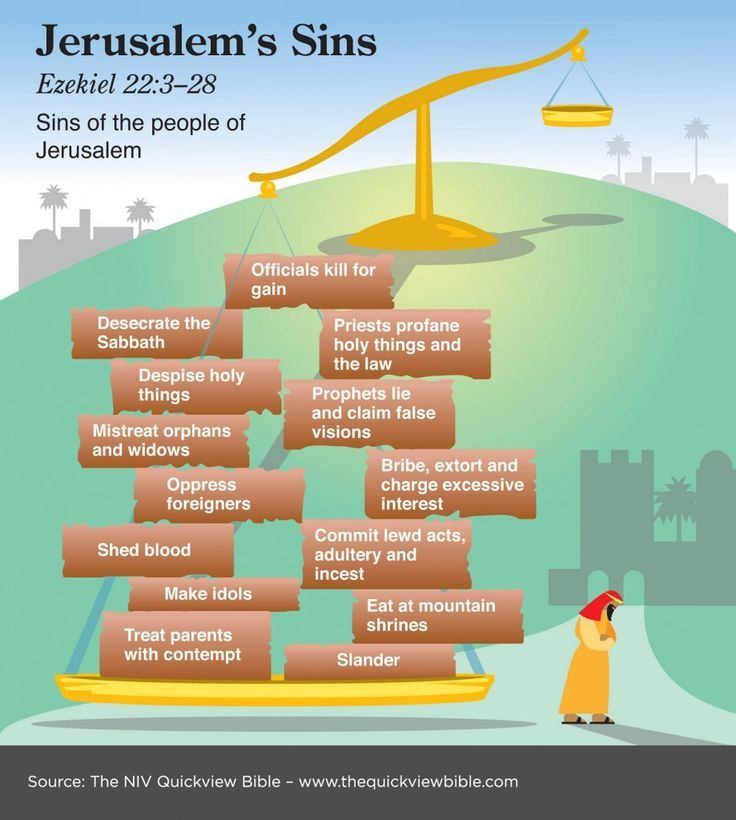 Jerusalem's Sins
Ezekiel 22:3–28
Sins of the people of
Jerusalem
Officials kill for
gain
Desecrate the
Sabbath
Priests profane
holy things and
the law
Despise holy
things
Prophets lie
and claim false
visions
Mistreat orphans
and widows
Bribe, extort and
charge excessive
interest
Oppress
foreigners
Shed blood
Commit lewd acts,
adultery and
incest
Make idols
Eat at mountain
shrines
Treat parents
with contempt
Slander
Source: The NIV Quickview Bible – www.thequickviewbible.com